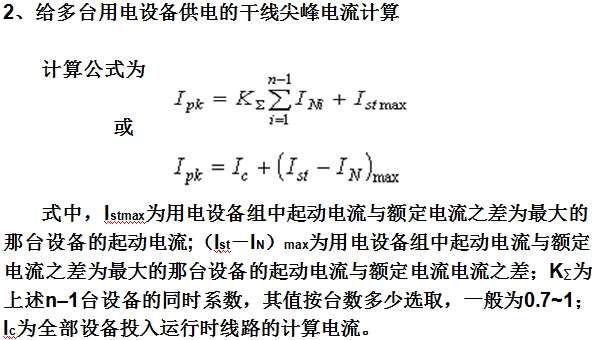 2、给多台用电设备供电的干线尖峰电流计算
计算公式为
I_{pk} = K_{Σ} \sum_{i=1}^{n-1} I_{Ni} + I_{st max}
或
I_{pk} = I_{c} + (I_{st} - I_{N})_{max}
式中，Istmax为用电设备组中起动电流与额定电流之差为最大的
那台设备的起动电流;（Ist－IN）max为用电设备组中起动电流与额定
电流之差为最大的那台设备的起动电流与额定电流电流之差；KΣ为
上述n–1台设备的同时系数，其值按台数多少选取，一般为0.7~1；
Ic为全部设备投入运行时线路的计算电流。